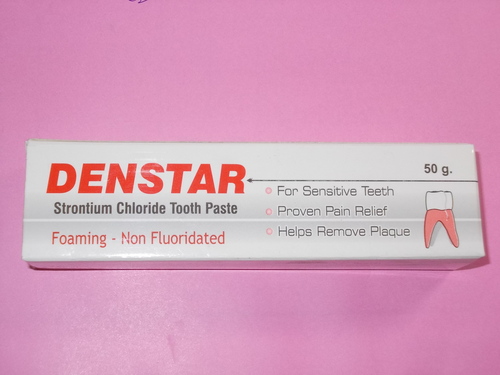 DENSTAR
Strontium Chloride Tooth Paste
Foaming - Non Fluoridated
50 g.
For Sensitive Teeth
Proven Pain Relief
Helps Remove Plaque